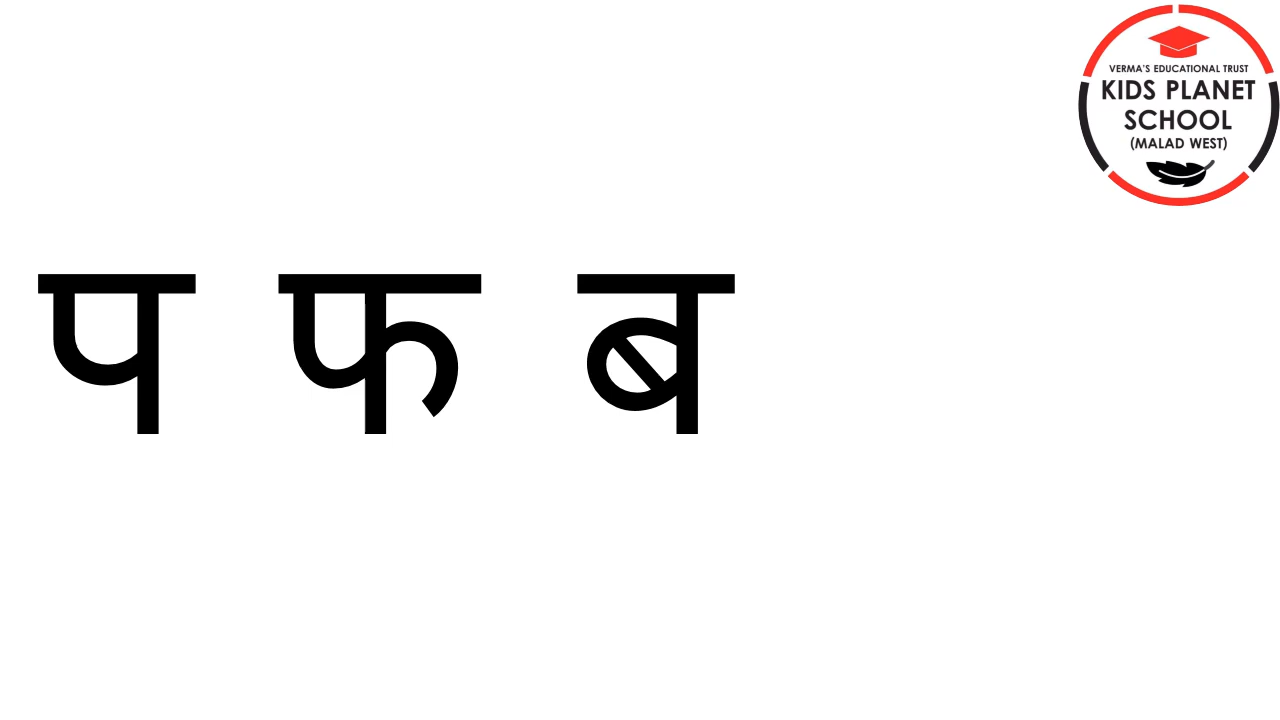 VERMA'S EDUCATIONAL TRUST
KIDS PLANET
SCHOOL
(MALAD WEST)
प फ ब